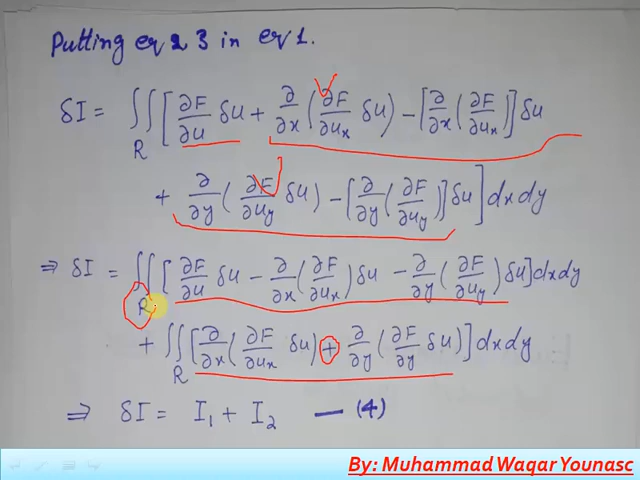 Putting eq 2 3 in eq 1.
δI = ∬_R [ ∂F/∂u δu + ∂/∂x ( ∂F/∂u_x δu ) − [ ∂/∂x ( ∂F/∂u_x ) ] δu
+ ∂/∂y ( ∂F/∂u_y δu ) − [ ∂/∂y ( ∂F/∂u_y ) ] δu ] dx dy
⇒ δI = ∬_R [ ∂F/∂u δu − ∂/∂x ( ∂F/∂u_x ) δu − ∂/∂y ( ∂F/∂u_y ) δu ] dx dy
+ ∬_R [ ∂/∂x ( ∂F/∂u_x δu ) + ∂/∂y ( ∂F/∂y δu ) ] dx dy
⇒ δI = I₁ + I₂ — (4)
By: Muhammad Waqar Younasc